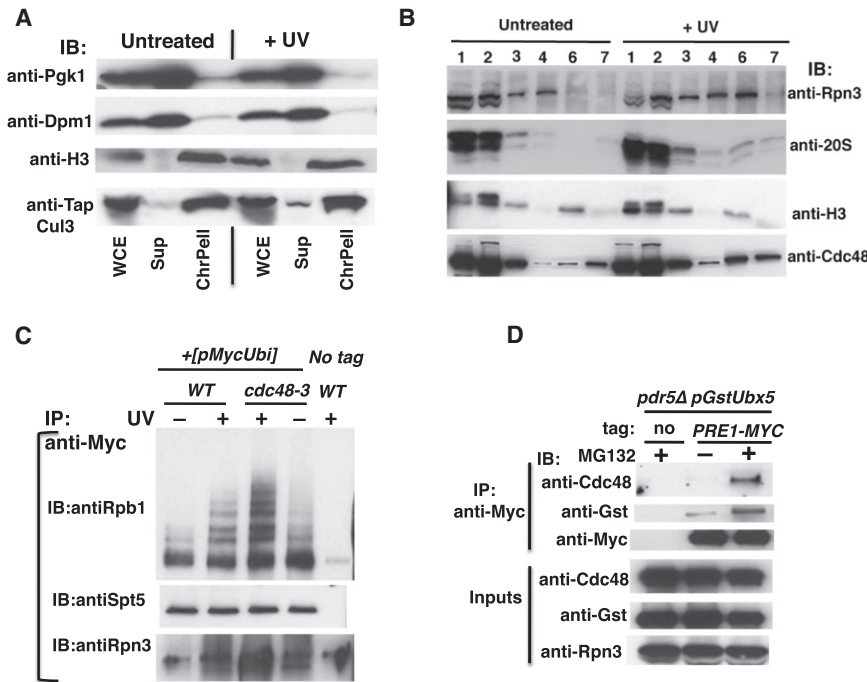 A
IB: Untreated + UV
anti-Pgk1
anti-Dpm1
anti-H3
anti-Tap
Cul3
WCE Sup ChrPell WCE Sup ChrPell
B
Untreated + UV
1 2 3 4 6 7 1 2 3 4 6 7
IB:
anti-Rpn3
anti-20S
anti-H3
anti-Cdc48
C
+[pMycUbi] No tag
WT cdc48-3 WT
IP: UV – + + – +
anti-Myc
IB:antiRpb1
IB:antiSpt5
IB:antiRpn3
D
pdr5Δ pGstUbx5
tag: no PRE1-MYC
IB: MG132 + – +
IP:
anti-Myc
anti-Cdc48
anti-Gst
anti-Myc
Inputs
anti-Cdc48
anti-Gst
anti-Rpn3